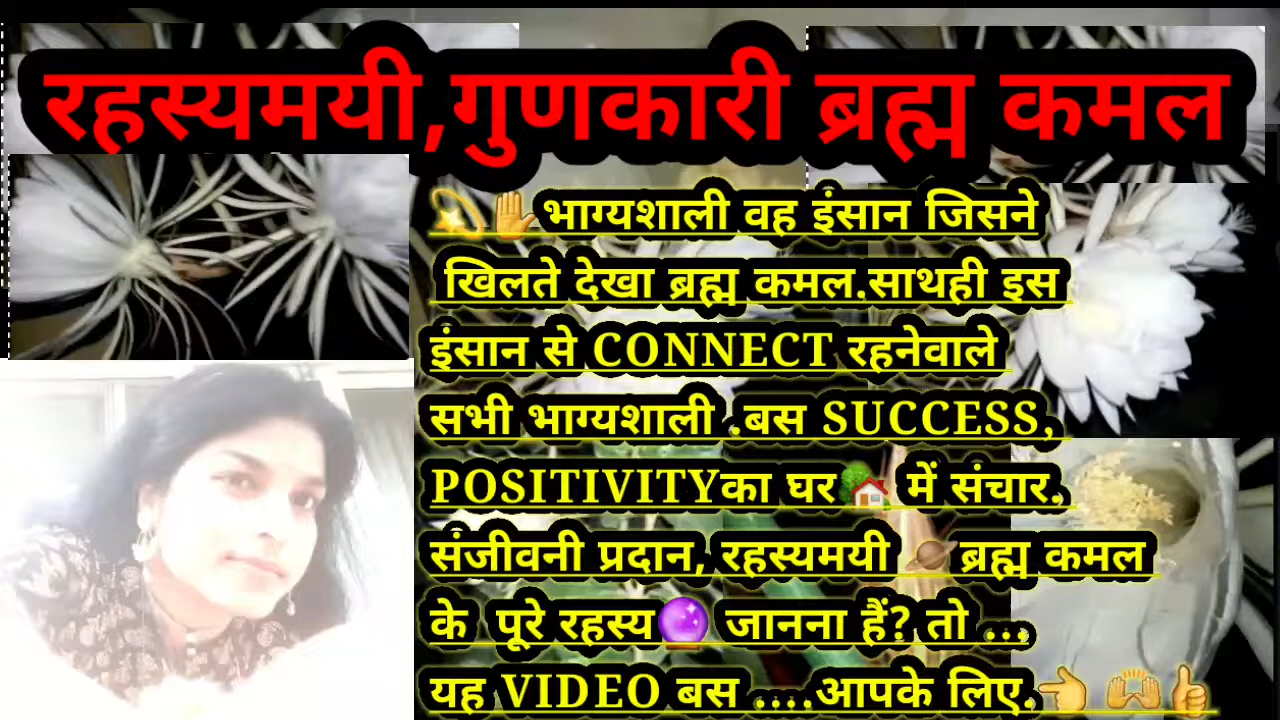 रहस्यमयी,गुणकारी ब्रह्म कमल
💫✋भाग्यशाली वह इंसान जिसने
खिलते देखा ब्रह्म कमल.साथही इस
इंसान से CONNECT रहनेवाले
सभी भाग्यशाली .बस SUCCESS,
POSITIVITYका घर🏡 में संचार.
संजीवनी प्रदान, रहस्यमयी 🪐ब्रह्म कमल
के पूरे रहस्य🔮 जानना हैं? तो ...
यह VIDEO बस ....आपके लिए.👈 🙌👍